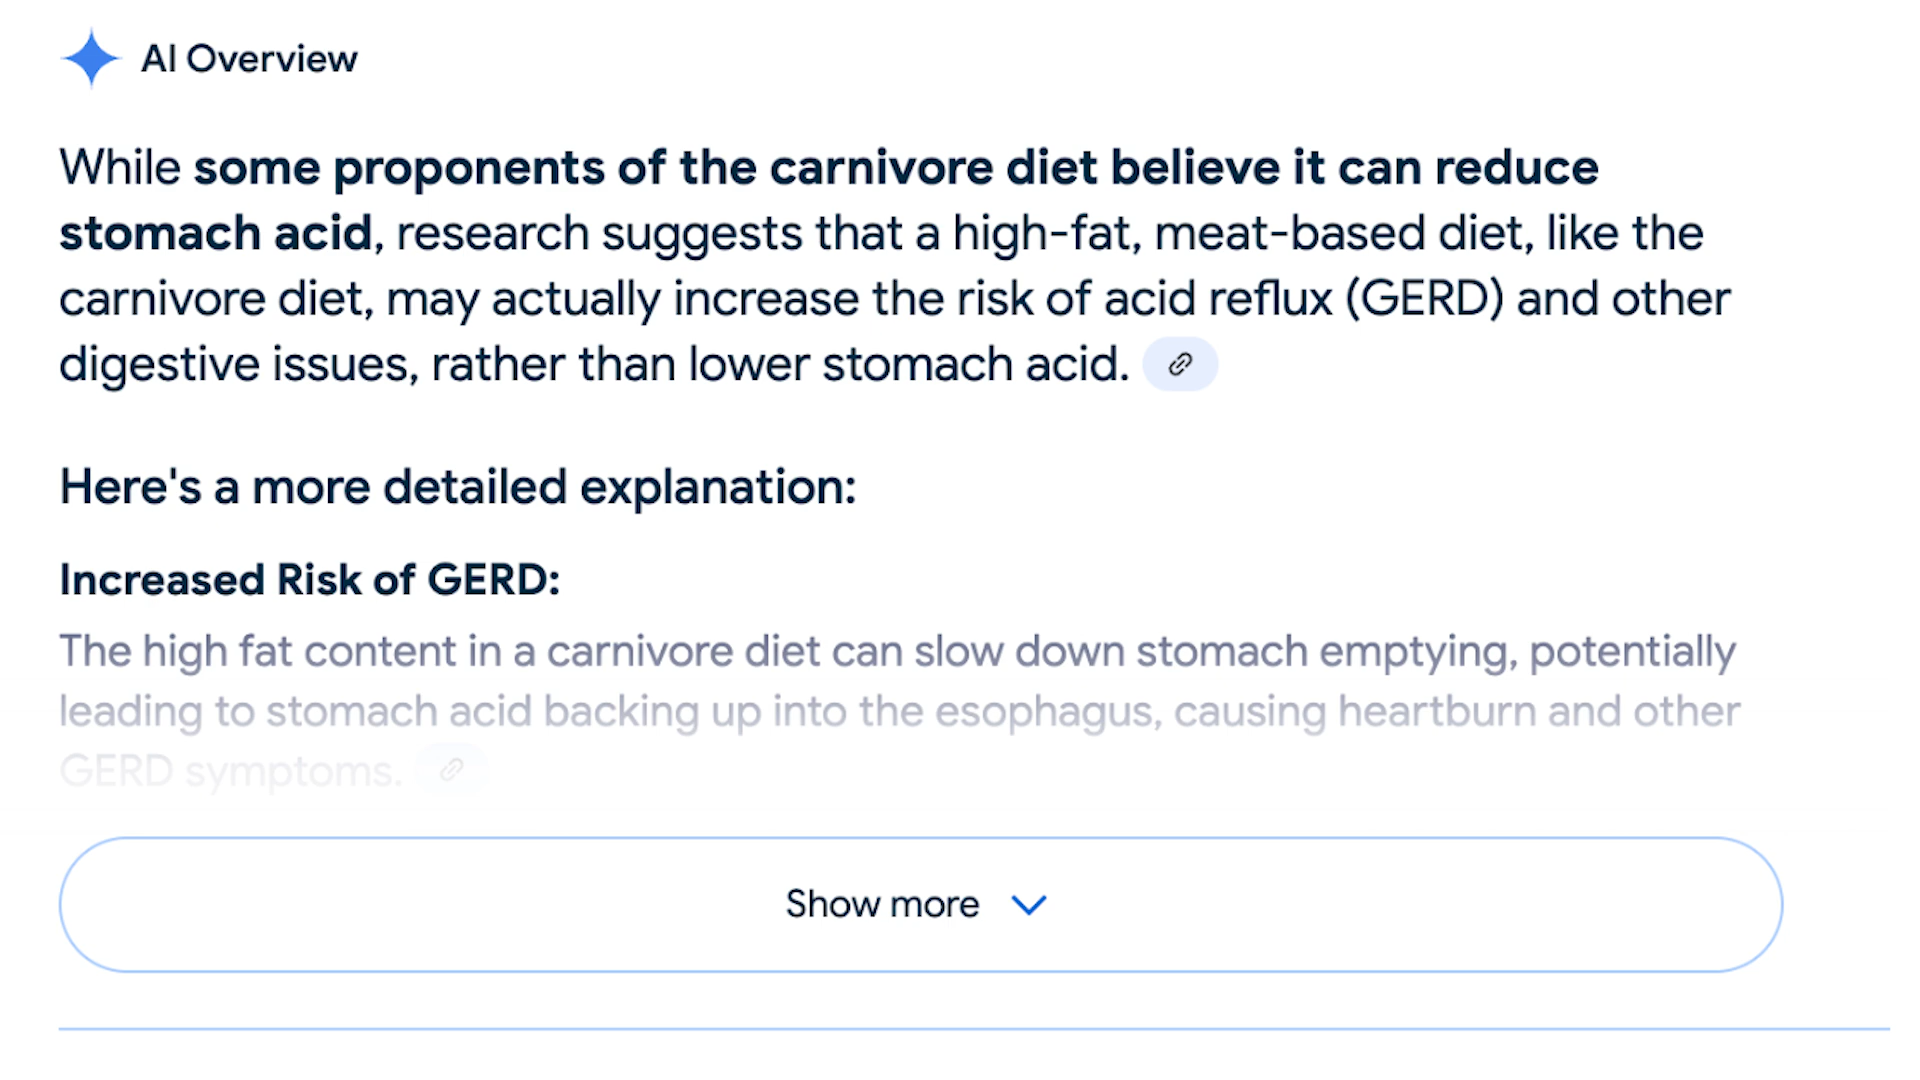 AI Overview
While some proponents of the carnivore diet believe it can reduce
stomach acid, research suggests that a high-fat, meat-based diet, like the
carnivore diet, may actually increase the risk of acid reflux (GERD) and other
digestive issues, rather than lower stomach acid.
Here's a more detailed explanation:
Increased Risk of GERD:
The high fat content in a carnivore diet can slow down stomach emptying, potentially
leading to stomach acid backing up into the esophagus, causing heartburn and other
GERD symptoms.
Show more